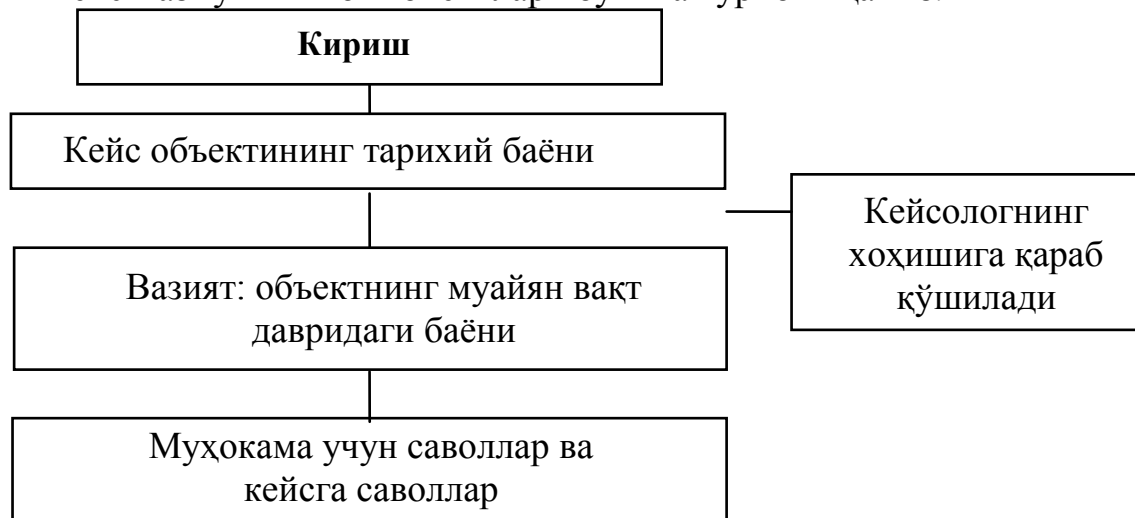 Кириш
Кейс объектининг тарихий баёни
Кейсологнинг
хоҳишига қараб
қўшилади
Вазият: объектнинг муайян вақт
давридаги баёни
Муҳокама учун саволлар ва
кейсга саволлар